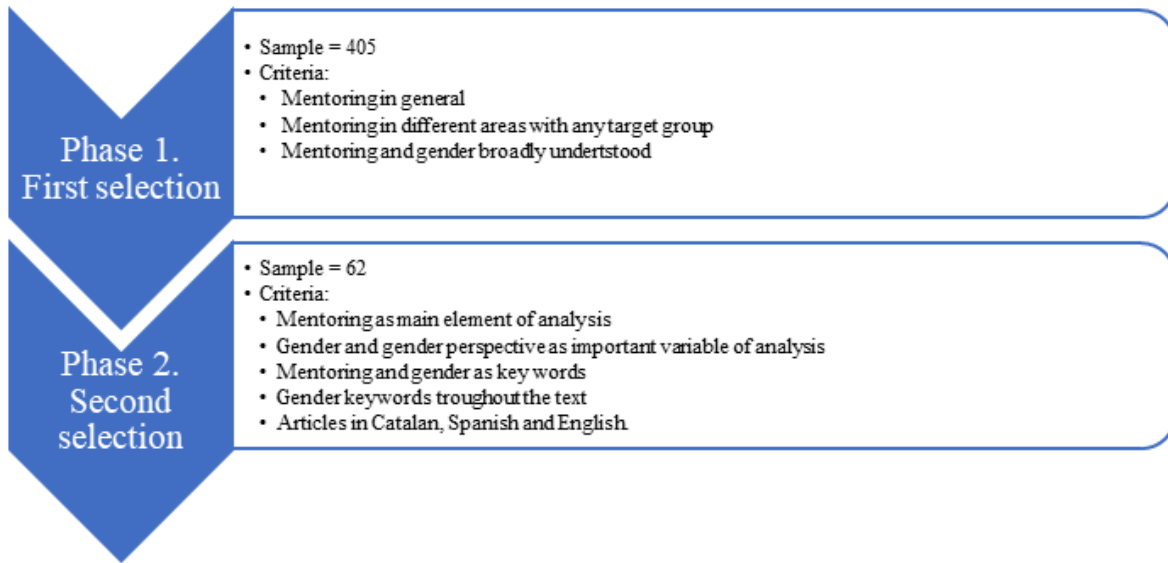 Phase 1.
First selection
• Sample = 405
• Criteria:
• Mentoring in general
• Mentoring in different areas with any target group
• Mentoring and gender broadly undertstood
Phase 2.
Second
selection
• Sample = 62
• Criteria:
• Mentoring as main element of analysis
• Gender and gender perspective as important variable of analysis
• Mentoring and gender as key words
• Gender keywords troughout the text
• Articles in Catalan, Spanish and English.